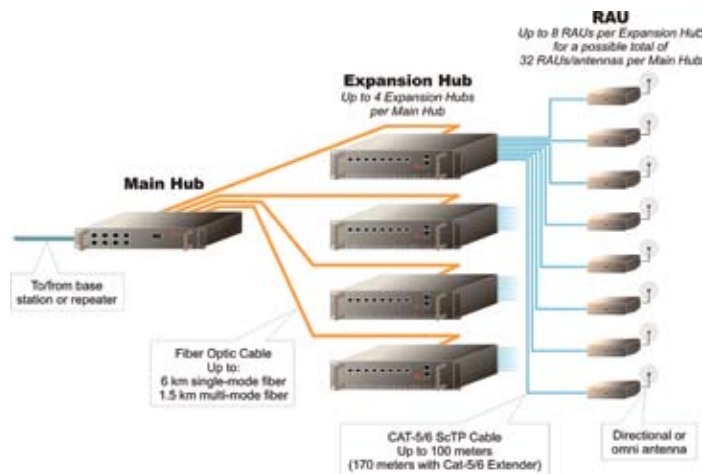 RAU
Up to 8 RAUs per Expansion Hub
for a possible total of
32 RAUs/antennas per Main Hub
Expansion Hub
Up to 4 Expansion Hubs
per Main Hub
Main Hub
To/from base
station or repeater
Fiber Optic Cable
Up to:
6 km single-mode fiber
1.5 km multi-mode fiber
CAT-5/6 ScTP Cable
Up to 100 meters
(170 meters with Cat-5/6 Extender)
Directional or
omni antenna